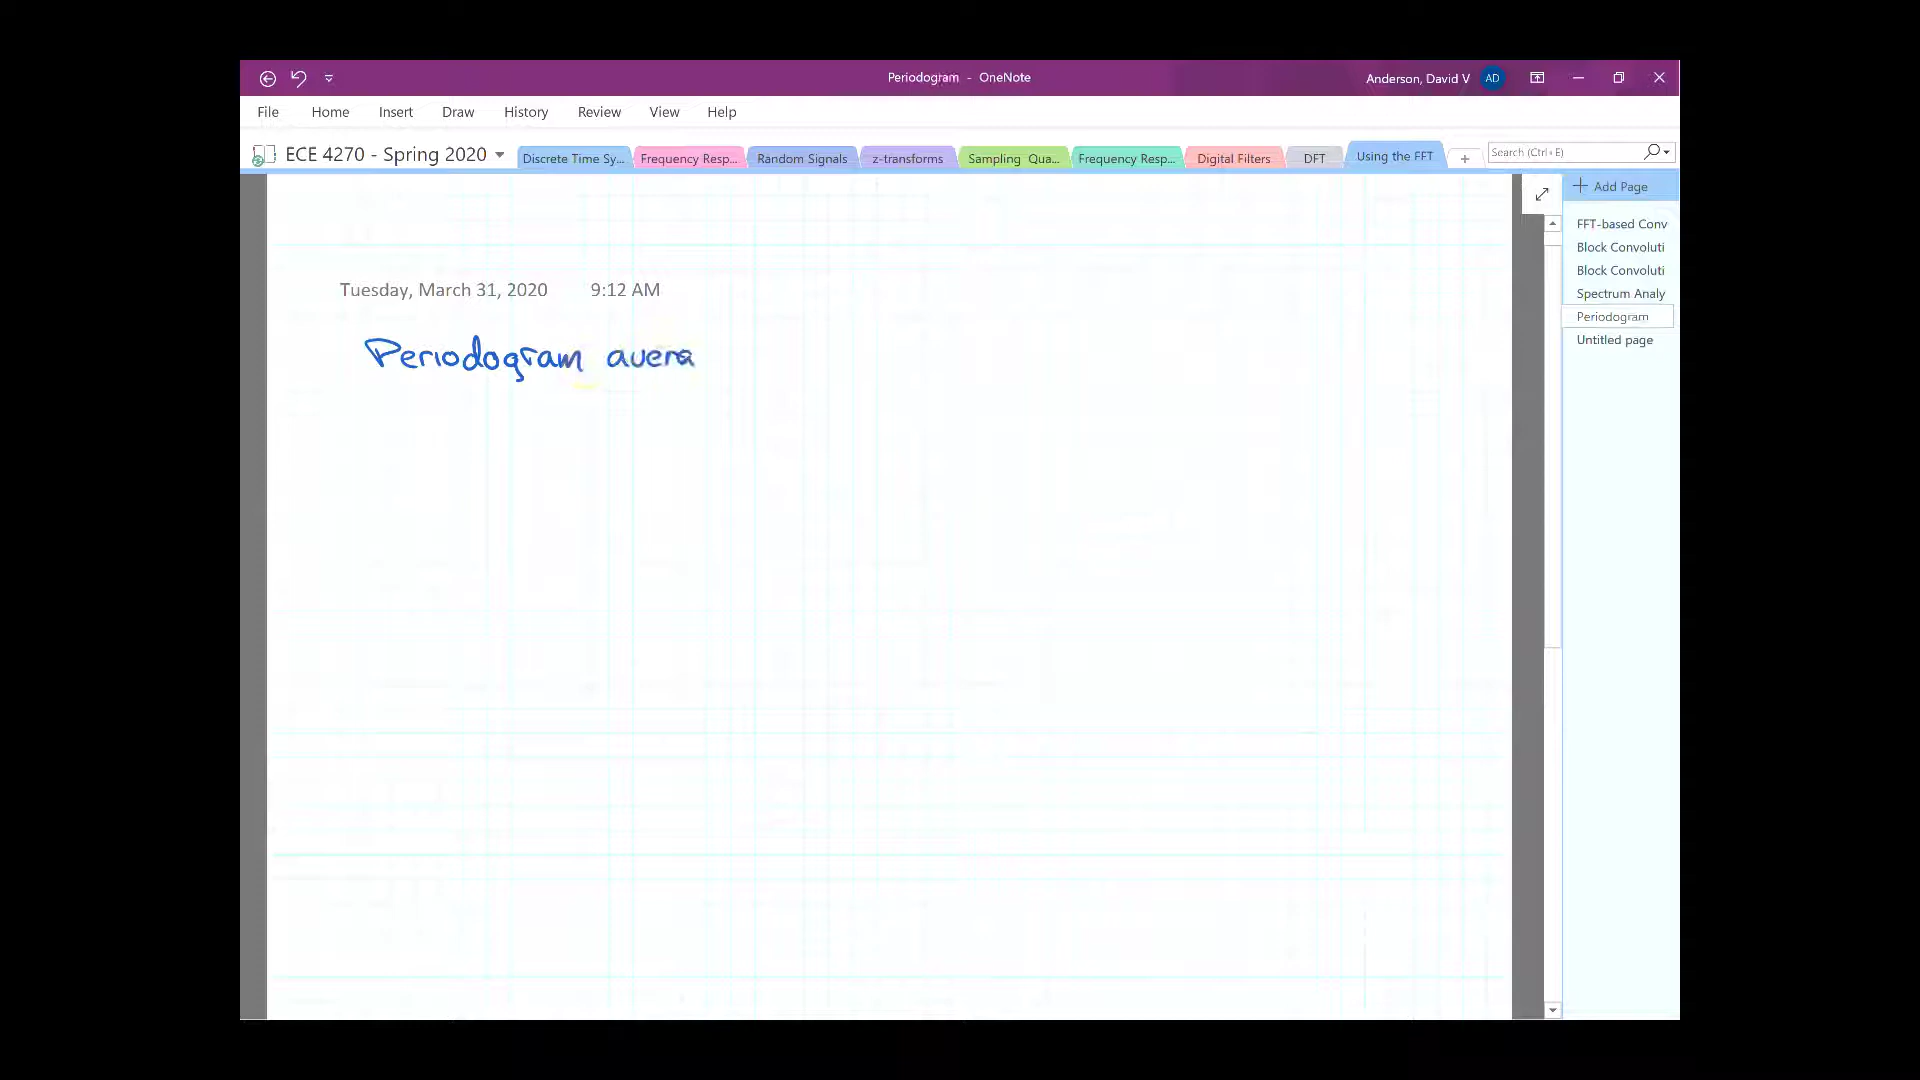 Periodogram - OneNote
Anderson, David V AD
File Home Insert Draw History Review View Help
ECE 4270 - Spring 2020
Discrete Time Sy... Frequency Resp... Random Signals z-transforms Sampling Qua... Frequency Resp... Digital Filters DFT Using the FFT + Search (Ctrl+E)
Add Page
FFT-based Conv
Block Convoluti
Block Convoluti
Spectrum Analy
Periodogram
Untitled page
Tuesday, March 31, 2020 9:12 AM
Periodogram avera